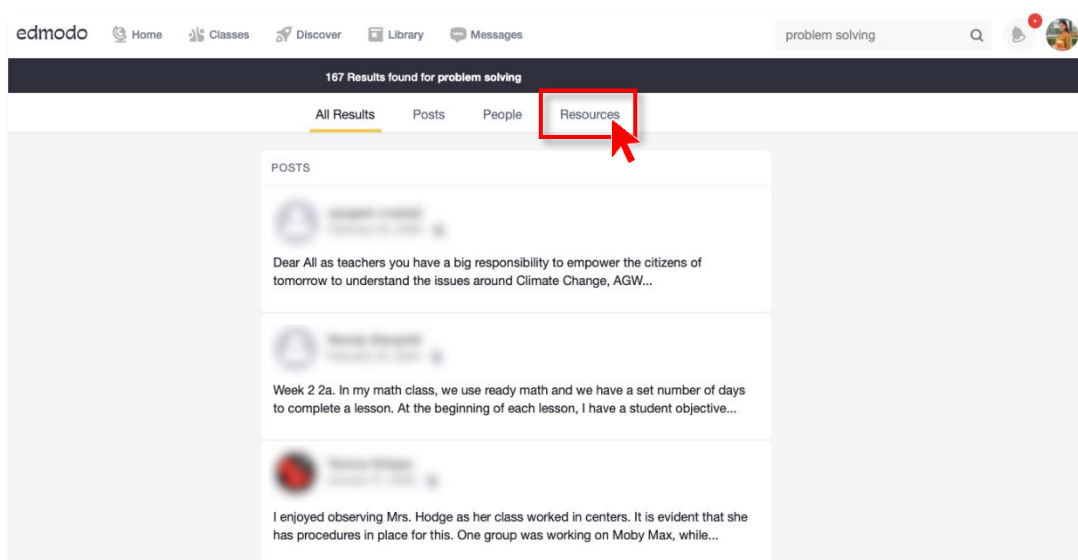 edmodo Home Classes Discover Library Messages problem solving
167 Results found for problem solving
All Results Posts People Resources
POSTS
Dear All as teachers you have a big responsibility to empower the citizens of
tomorrow to understand the issues around Climate Change, AGW...
Week 2 2a. In my math class, we use ready math and we have a set number of days
to complete a lesson. At the beginning of each lesson, I have a student objective...
I enjoyed observing Mrs. Hodge as her class worked in centers. It is evident that she
has procedures in place for this. One group was working on Moby Max, while...